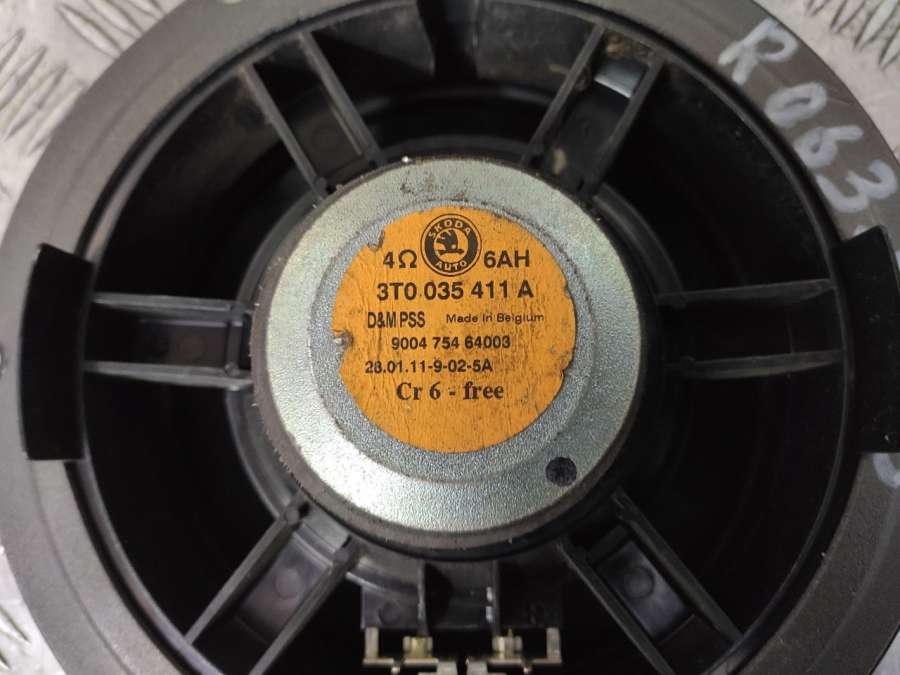 SKODA
AUTO
4Ω 6AH
3T0 035 411 A
D&M PSS Made in Belgium
9004 754 64003
28.01.11-9-02-5A
Cr 6 - free
R063